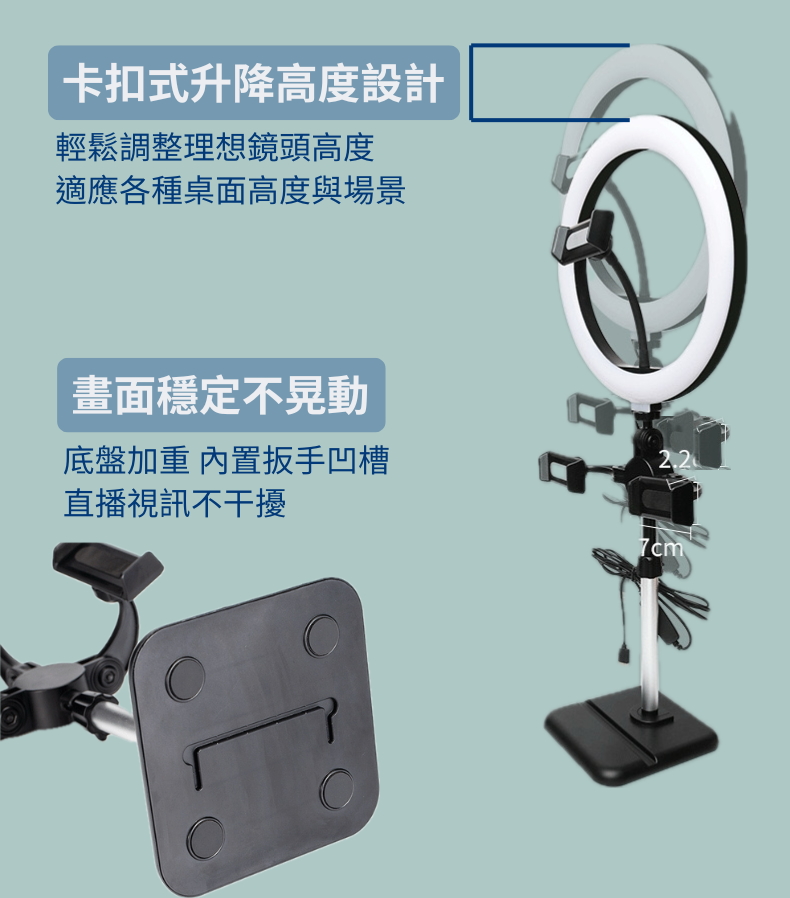 卡扣式升降高度設計
輕鬆調整理想鏡頭高度
適應各種桌面高度與場景
畫面穩定不晃動
底盤加重 內置扳手凹槽
直播視訊不干擾
7cm